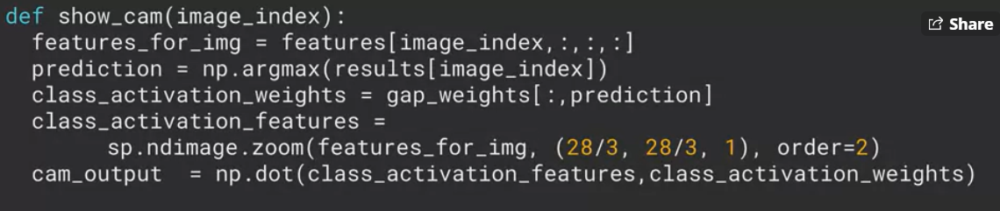 def show_cam(image_index):
Share
  features_for_img = features[image_index,:,:,:]
  prediction = np.argmax(results[image_index])
  class_activation_weights = gap_weights[:,prediction]
  class_activation_features =
        sp.ndimage.zoom(features_for_img, (28/3, 28/3, 1), order=2)
  cam_output  = np.dot(class_activation_features,class_activation_weights)